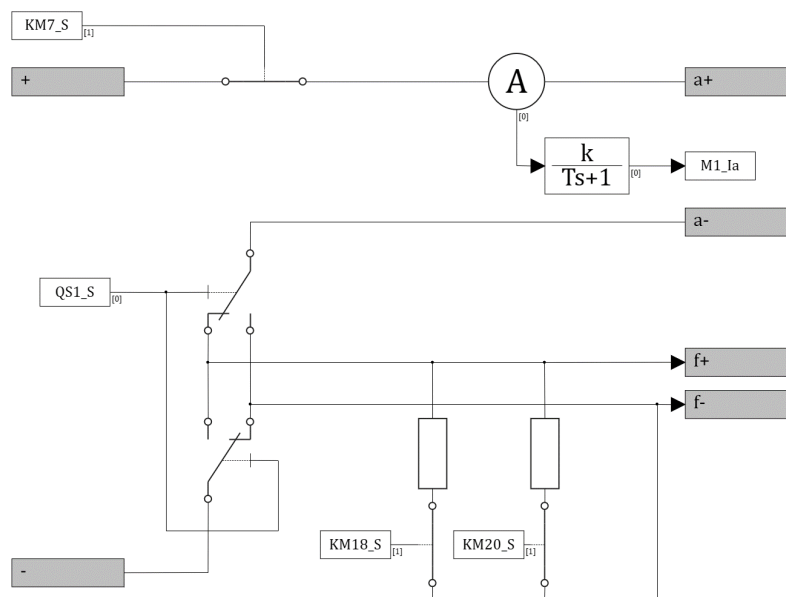 KM7_S
[1]
+
A
a+
[0]
k
Ts+1
[0]
M1_Ia
a-
QS1_S
[0]
f+
f-
KM18_S
[1]
KM20_S
[1]
-